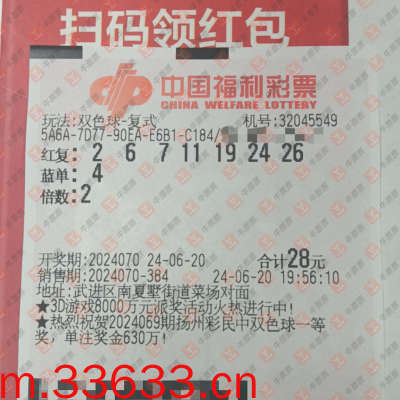 扫码领红包
中国福利彩票
CHINA WELFARE LOTTERY
玩法:双色球-复式 机号:32045549
5A6A-7D77-90EA-E6B1-C184/
红复: 2 6 7 11 19 24 26
蓝单: 4
倍数: 2
开奖期:2024070 24-06-20 合计28元
销售期:2024070-384 24-06-20 19:56:10
地址:武进区南夏墅街道菜场对面
★3D游戏8000万元派奖活动火热进行中!
★热烈祝贺2024069期扬州彩民中双色球一等
奖,单注奖金630万!
m.33633.cn